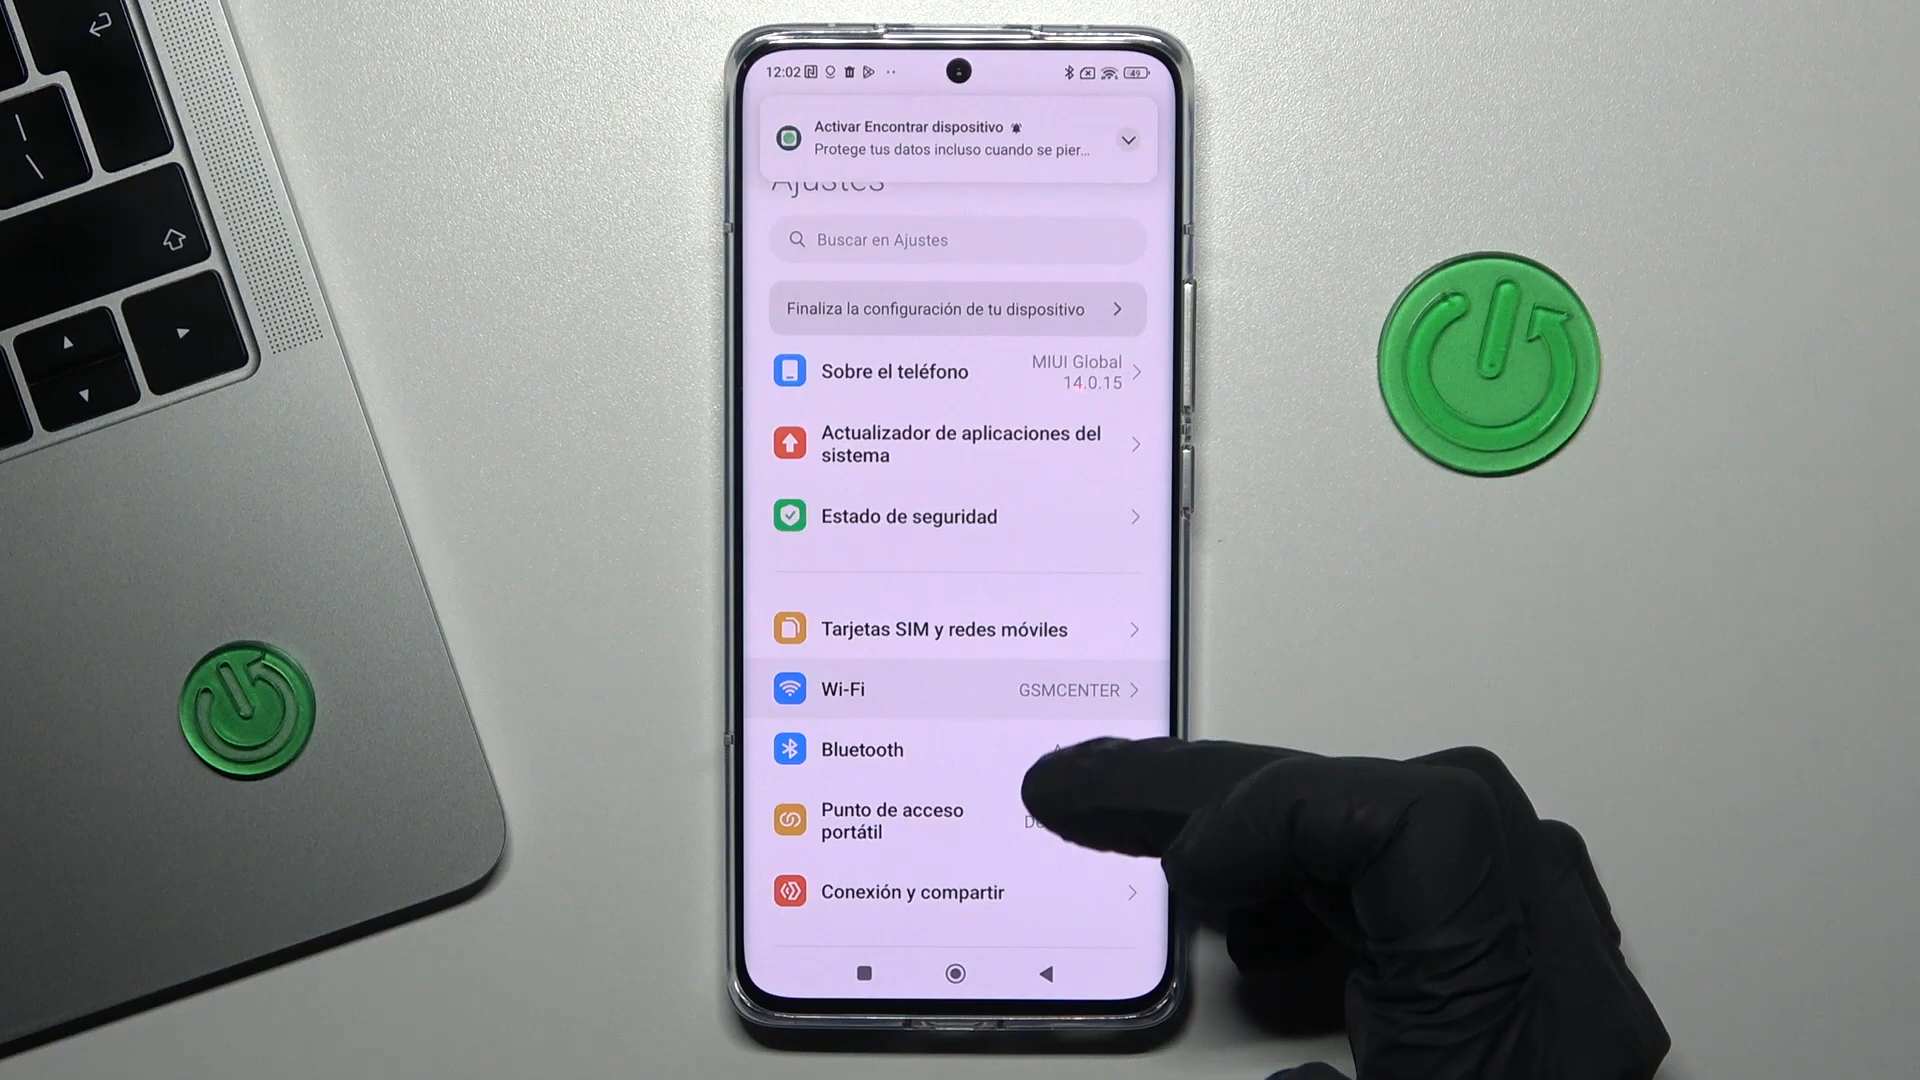 12:02
49
Activar Encontrar dispositivo
Protege tus datos incluso cuando se pier...
Ajustes
Buscar en Ajustes
Finaliza la configuración de tu dispositivo
Sobre el teléfono
MIUI Global
14.0.15
Actualizador de aplicaciones del
sistema
Estado de seguridad
Tarjetas SIM y redes móviles
Wi-Fi
GSMCENTER
Bluetooth
Punto de acceso
portátil
Conexión y compartir